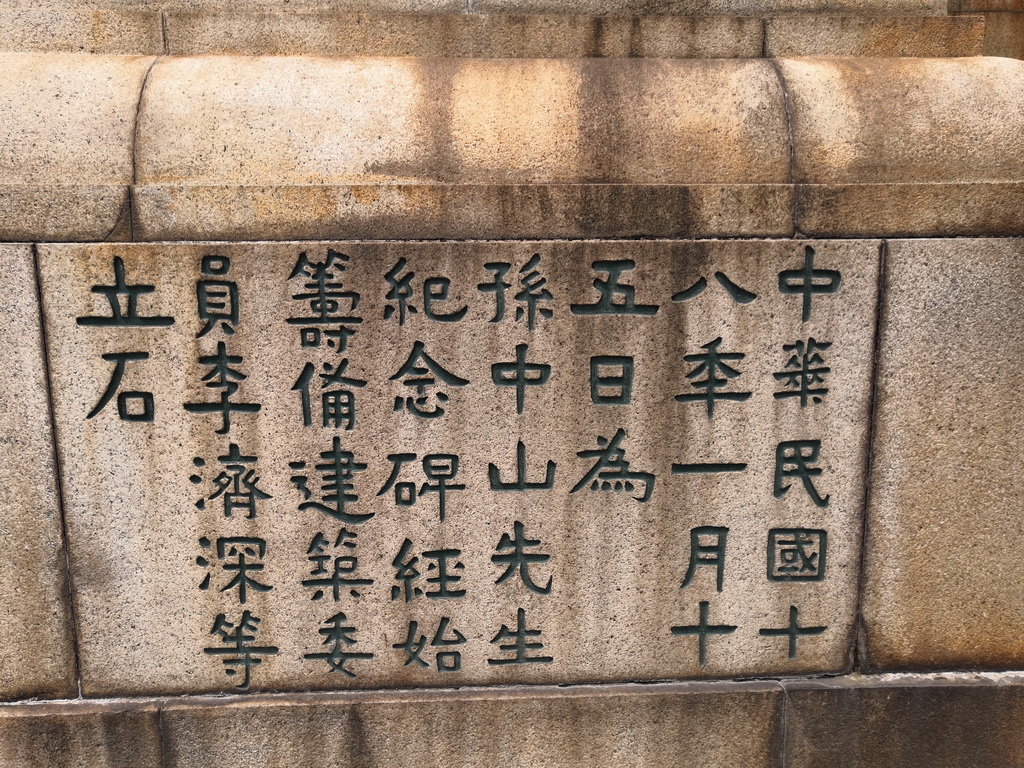 中華民國十
八年一月十
五日為
孫中山先生
紀念碑經始
籌備建築委
員李濟深等
立石